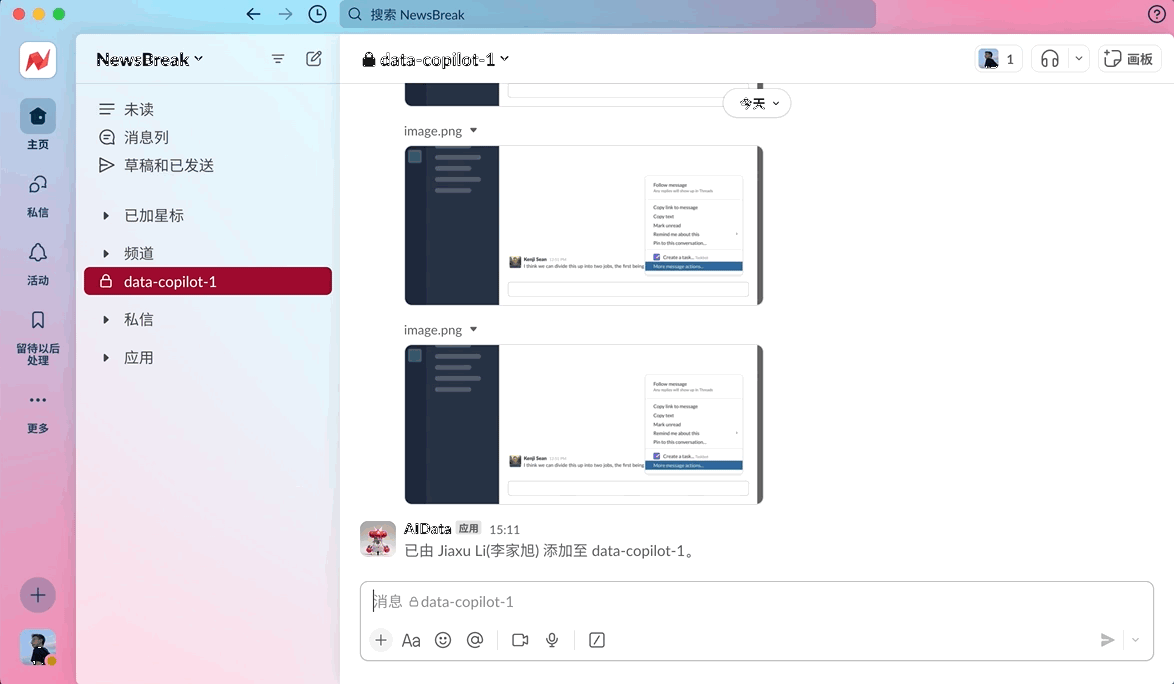 搜索 NewsBreak
NewsBreak
data-copilot-1
1
画板
主页
私信
活动
留待以后
处理
更多
未读
消息列
草稿和已发送
已加星标
频道
data-copilot-1
私信
应用
今天
image.png
Follow message
Any replies will show up in Threads
Copy link to message
Copy text
Mark unread
Remind me about this
Pin to this conversation...
Create a task... Toolbot
More message actions...
Kenji Sean 12:51 PM
I think we can divide this up into two jobs, the first being
image.png
Follow message
Any replies will show up in Threads
Copy link to message
Copy text
Mark unread
Remind me about this
Pin to this conversation...
Create a task... Toolbot
More message actions...
Kenji Sean 12:51 PM
I think we can divide this up into two jobs, the first being
AIData 应用 15:11
已由 Jiaxu Li(李家旭) 添加至 data-copilot-1。
消息 data-copilot-1
Aa